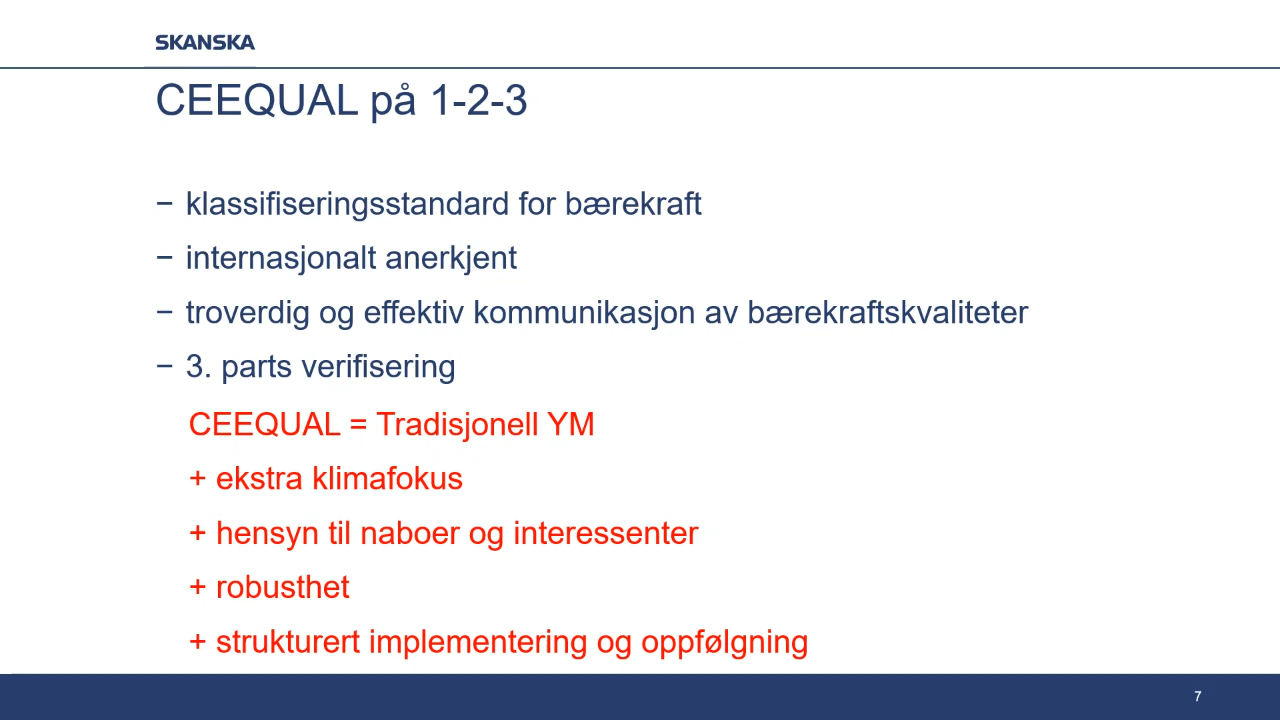 SKANSKA
CEEQUAL på 1-2-3
− klassifiseringsstandard for bærekraft
− internasjonalt anerkjent
− troverdig og effektiv kommunikasjon av bærekraftskvaliteter
− 3. parts verifisering
CEEQUAL = Tradisjonell YM
+ ekstra klimafokus
+ hensyn til naboer og interessenter
+ robusthet
+ strukturert implementering og oppfølgning
7